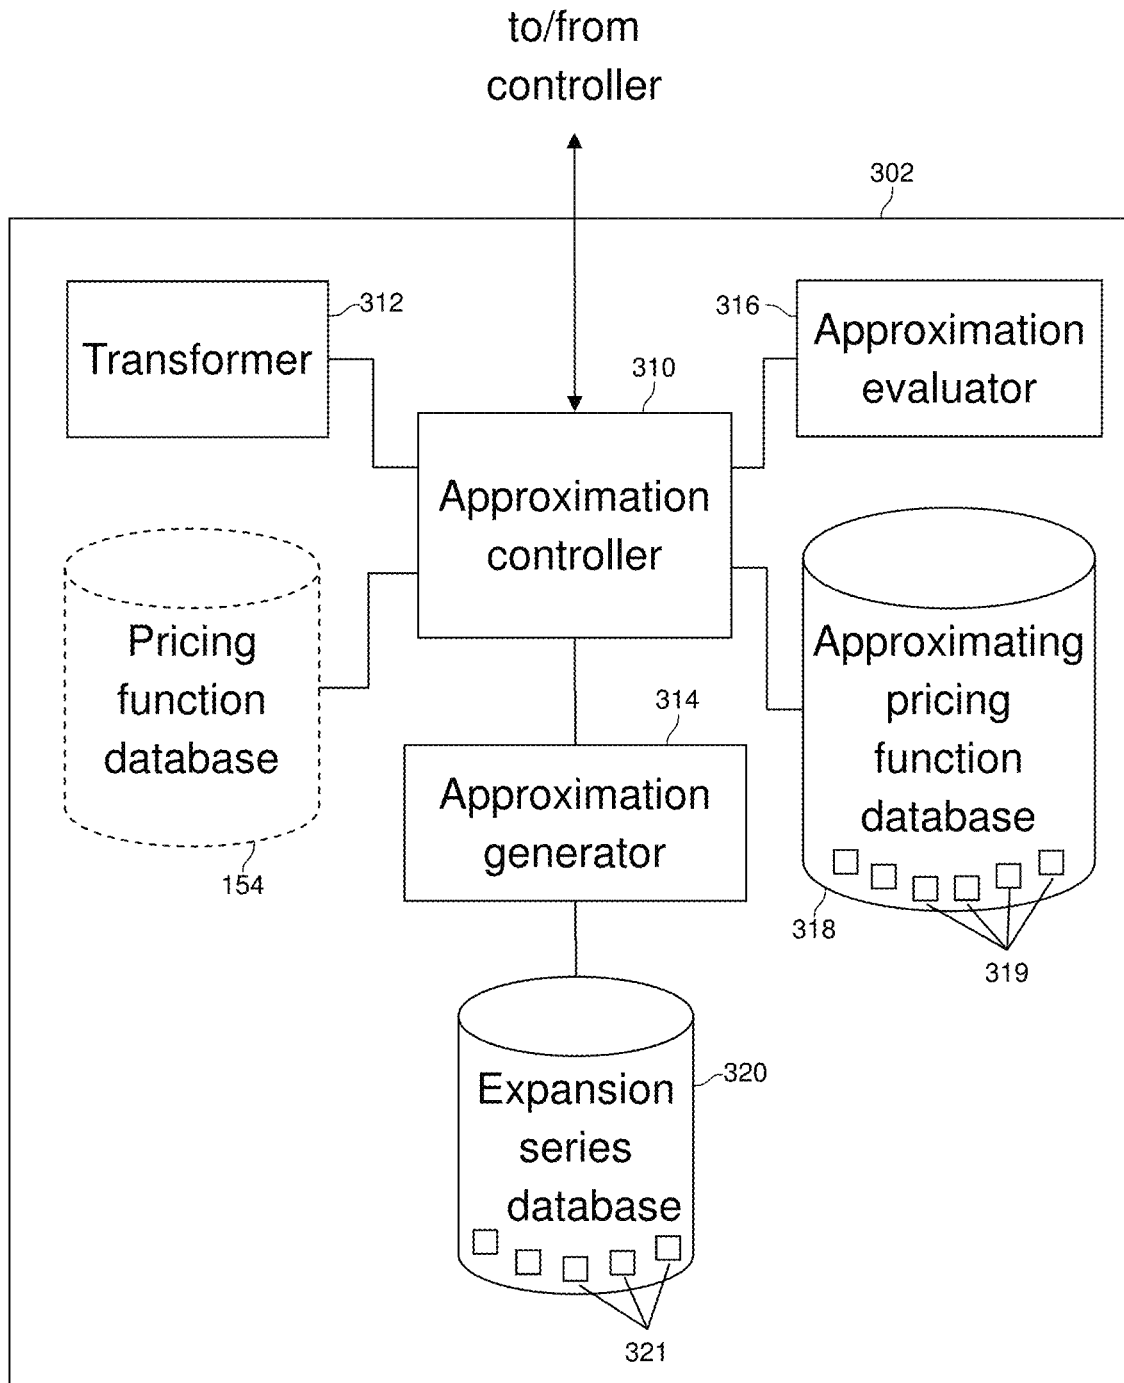 to/from
controller
302
312
Transformer
316
Approximation
evaluator
310
Approximation
controller
Pricing
function
database
154
314
Approximation
generator
Approximating
pricing
function
database
318
319
320
Expansion
series
database
321